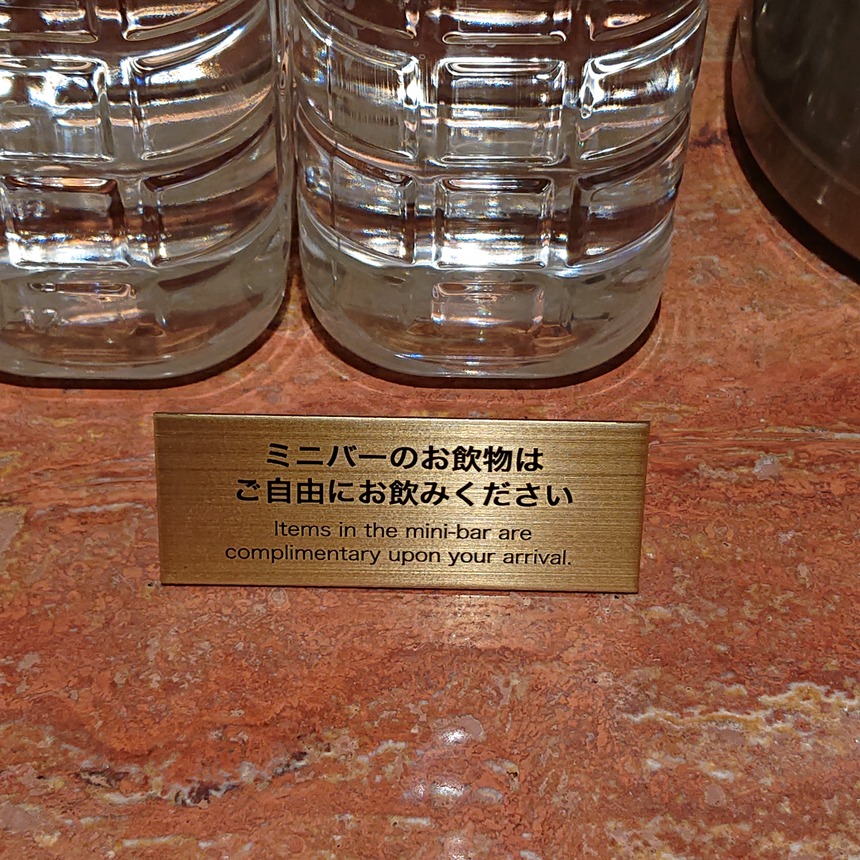 ミニバーのお飲物は
ご自由にお飲みください
Items in the mini-bar are
complimentary upon your arrival.